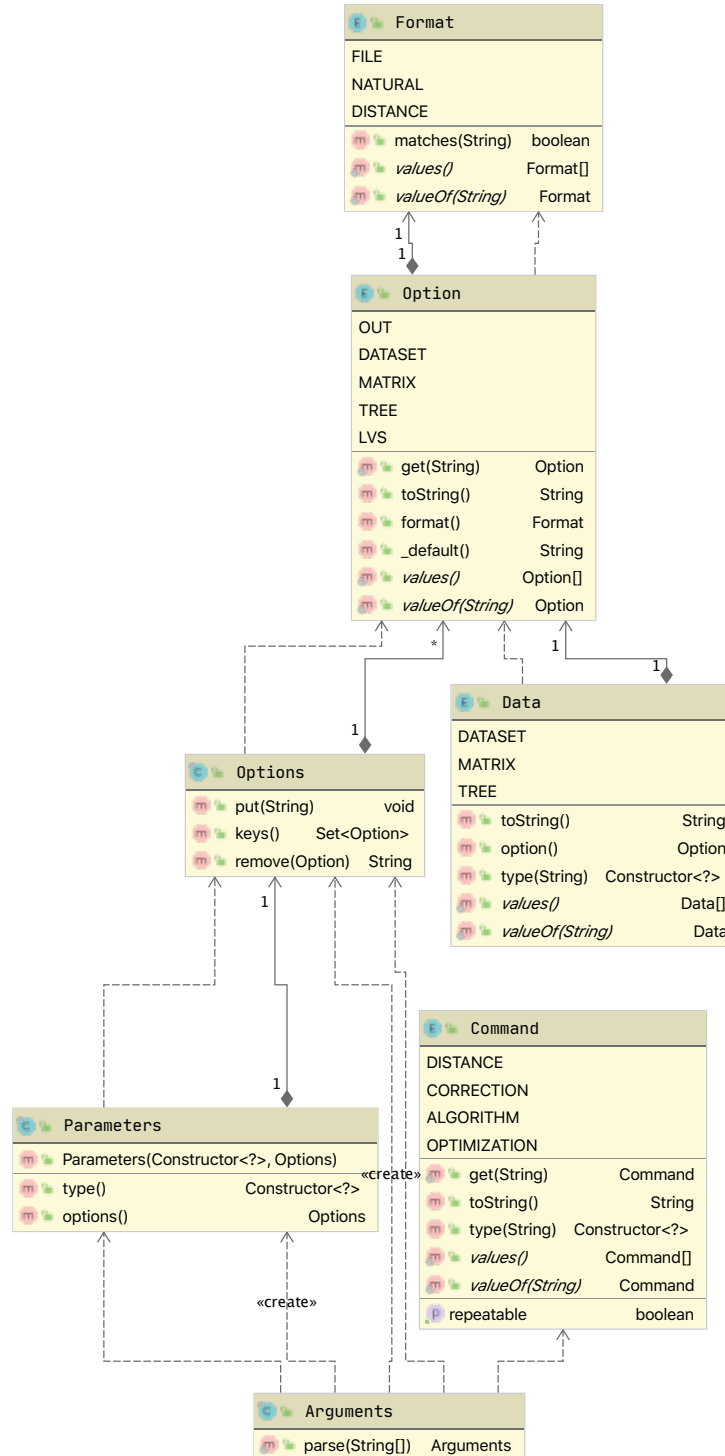 Format
FILE
NATURAL
DISTANCE
matches(String) boolean
values() Format[]
valueOf(String) Format
1
1
Option
OUT
DATASET
MATRIX
TREE
LVS
get(String) Option
toString() String
format() Format
_default() String
values() Option[]
valueOf(String) Option
* 1
1
1
Data
DATASET
MATRIX
TREE
toString() String
option() Option
type(String) Constructor<?>
values() Data[]
valueOf(String) Data
Options
put(String) void
keys() Set<Option>
remove(Option) String
1
1
Command
DISTANCE
CORRECTION
ALGORITHM
OPTIMIZATION
get(String) Command
toString() String
type(String) Constructor<?>
values() Command[]
valueOf(String) Command
repeatable boolean
Parameters
Parameters(Constructor<?>, Options)
type() Constructor<?>
options() Options
«create»
«create»
Arguments
parse(String[]) Arguments